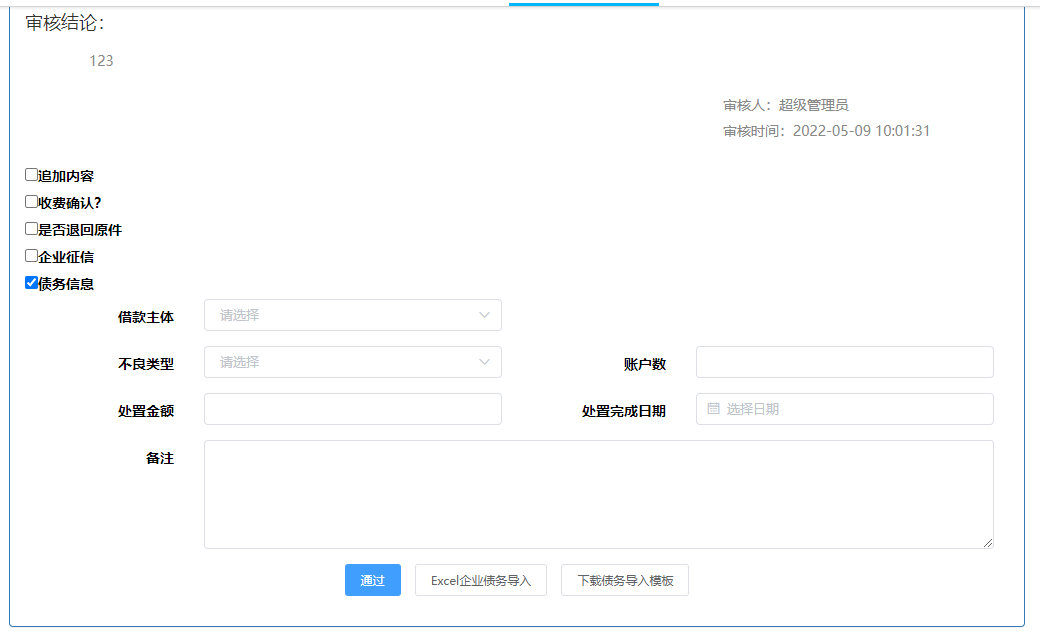 审核结论：
123
审核人：超级管理员
审核时间：2022-05-09 10:01:31
追加内容
收费确认？
是否退回原件
企业征信
债务信息
借款主体 请选择
不良类型 请选择 账户数
处置金额 处置完成日期 选择日期
备注
通过 Excel企业债务导入 下载债务导入模板